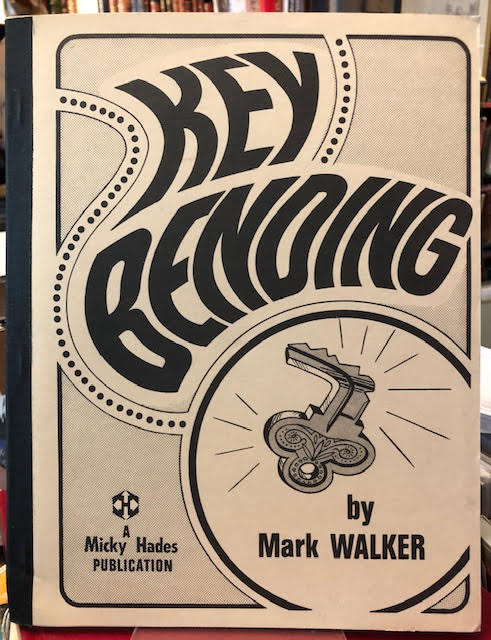 KEY
BENDING
by
Mark WALKER
H
A
Micky Hades
PUBLICATION